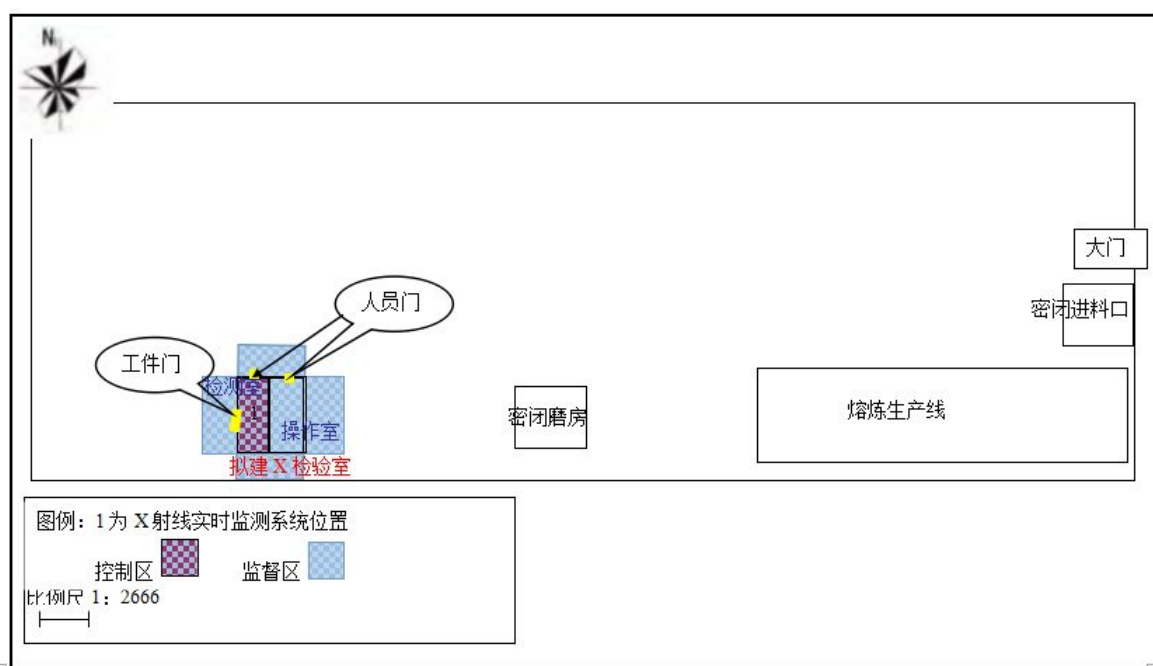 N
大门
密闭进料口
人员门
工件门
检测室
1
熔炼生产线
密闭磨房
操作室
拟建 X 检验室
图例：1为 X 射线实时监测系统位置
控制区 监督区
比例尺 1：2666